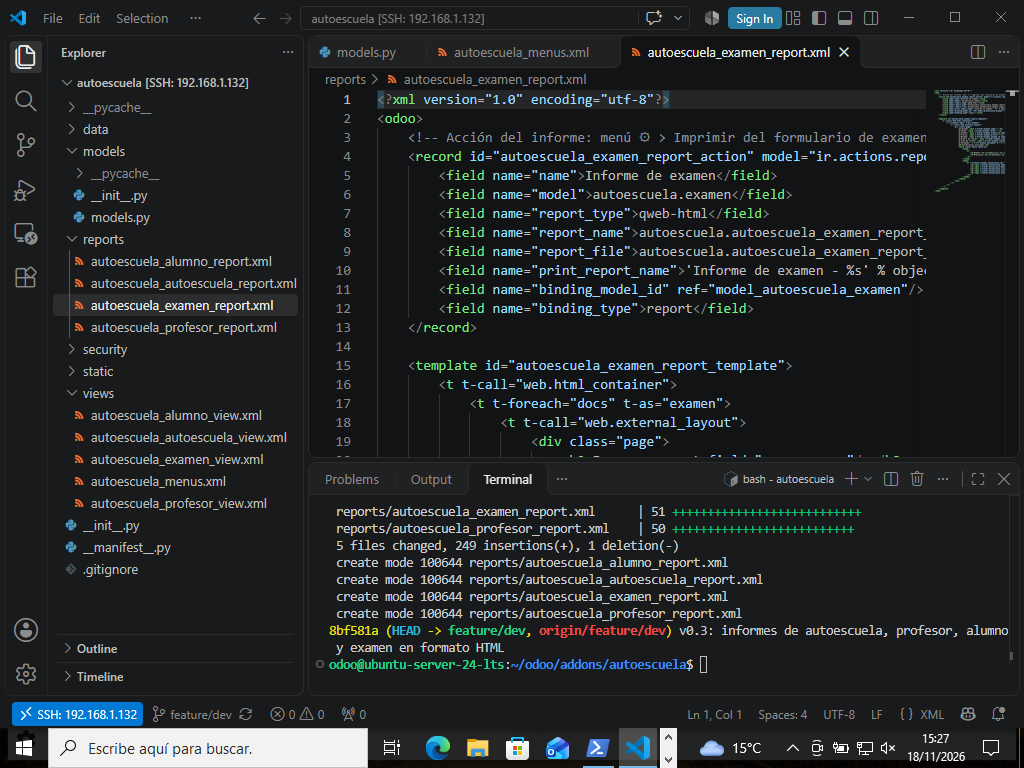 File Edit Selection ··· autoescuela [SSH: 192.168.1.132] Sign In
Explorer ···
autoescuela [SSH: 192.168.1.132]
__pycache__
data
models
__pycache__
__init__.py
models.py
reports
autoescuela_alumno_report.xml
autoescuela_autoescuela_report.xml
autoescuela_examen_report.xml
autoescuela_profesor_report.xml
security
static
views
autoescuela_alumno_view.xml
autoescuela_autoescuela_view.xml
autoescuela_examen_view.xml
autoescuela_menus.xml
autoescuela_profesor_view.xml
__init__.py
__manifest__.py
.gitignore
Outline
Timeline
models.py autoescuela_menus.xml autoescuela_examen_report.xml
reports > autoescuela_examen_report.xml
1 <?xml version="1.0" encoding="utf-8"?>
2 <odoo>
3 <!-- Acción del informe: menú ⚙ > Imprimir del formulario de examen
4 <record id="autoescuela_examen_report_action" model="ir.actions.repo
5 <field name="name">Informe de examen</field>
6 <field name="model">autoescuela.examen</field>
7 <field name="report_type">qweb-html</field>
8 <field name="report_name">autoescuela.autoescuela_examen_report_
9 <field name="report_file">autoescuela.autoescuela_examen_report_
10 <field name="print_report_name">'Informe de examen - %s' % objec
11 <field name="binding_model_id" ref="model_autoescuela_examen"/>
12 <field name="binding_type">report</field>
13 </record>
14
15 <template id="autoescuela_examen_report_template">
16 <t t-call="web.html_container">
17 <t t-foreach="docs" t-as="examen">
18 <t t-call="web.external_layout">
19 <div class="page">
Problems Output Terminal ··· bash - autoescuela
reports/autoescuela_examen_report.xml | 51 +++++++++++++++++++++++++++
reports/autoescuela_profesor_report.xml | 50 ++++++++++++++++++++++++++
5 files changed, 249 insertions(+), 1 deletion(-)
create mode 100644 reports/autoescuela_alumno_report.xml
create mode 100644 reports/autoescuela_autoescuela_report.xml
create mode 100644 reports/autoescuela_examen_report.xml
create mode 100644 reports/autoescuela_profesor_report.xml
8bf581a (HEAD -> feature/dev, origin/feature/dev) v0.3: informes de autoescuela, profesor, alumno
y examen en formato HTML
odoo@ubuntu-server-24-lts:~/odoo/addons/autoescuela$
SSH: 192.168.1.132 feature/dev 0 0 0 Ln 1, Col 1 Spaces: 4 UTF-8 LF {} XML
Escribe aquí para buscar. 15°C 15:27
18/11/2026